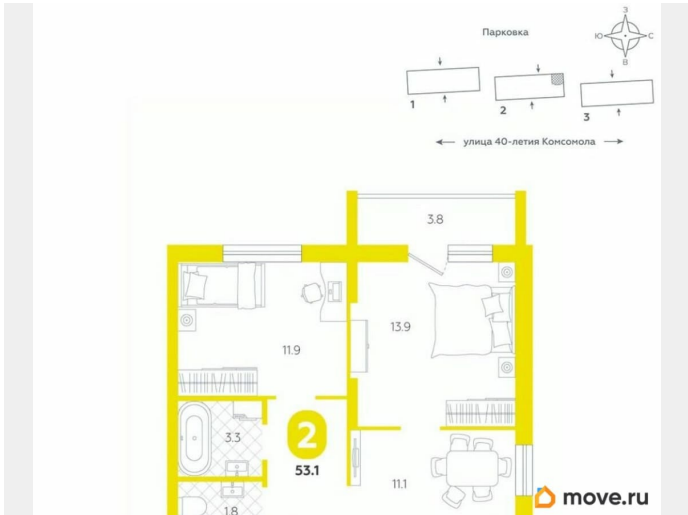 З
Парковка
Ю С
В
1 2 3
улица 40-летия Комсомола
3.8
13.9
11.9
2
3.3
53.1
11.1
1.8
move.ru